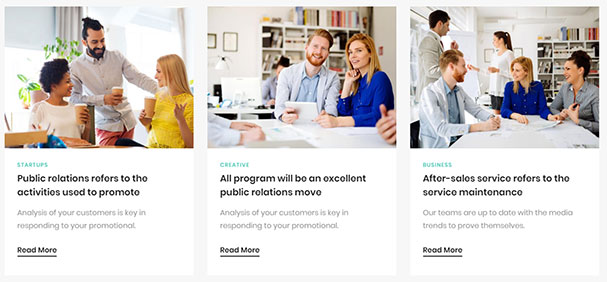 STARTUPS
Public relations refers to the
activities used to promote
Analysis of your customers is key in
responding to your promotional.
Read More
CREATIVE
All program will be an excellent
public relations move
Analysis of your customers is key in
responding to your promotional.
Read More
BUSINESS
After-sales service refers to the
service maintenance
Our teams are up to date with the media
trends to prove themselves.
Read More